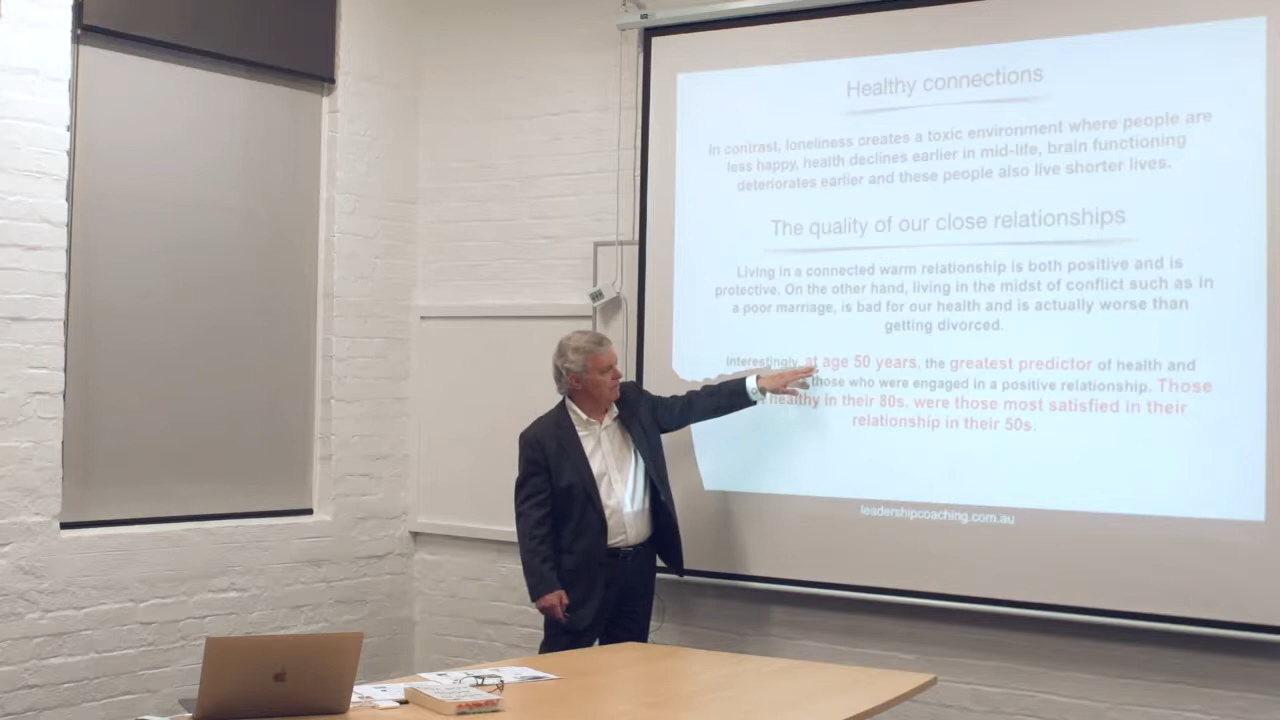 Healthy connections
In contrast, loneliness creates a toxic environment where people are
less happy, health declines earlier in mid-life, brain functioning
deteriorates earlier and these people also live shorter lives.
The quality of our close relationships
Living in a connected warm relationship is both positive and is
protective. On the other hand, living in the midst of conflict such as in
a poor marriage, is bad for our health and is actually worse than
getting divorced.
Interestingly at age 50 years, the greatest predictor of health and
those who were engaged in a positive relationship. Those
healthy in their 80s. were those most satisfied in their
relationship in their 50s.
leadershipcoaching.com.au